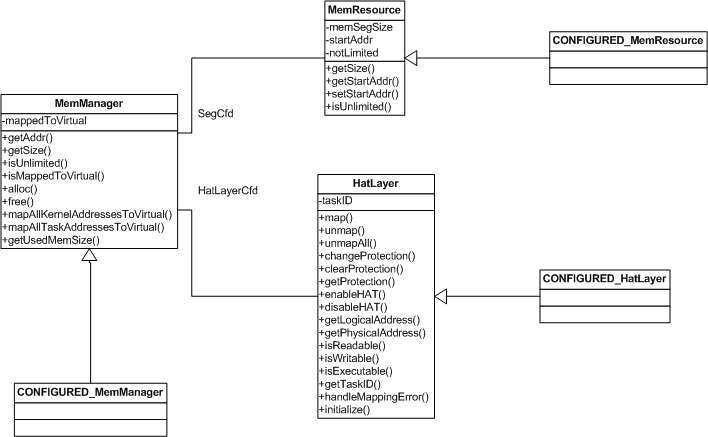 MemResource
-memSegSize
-startAddr
-notLimited
+getSize()
+getStartAddr()
+setStartAddr()
+isUnlimited()
CONFIGURED_MemResource
MemManager
-mappedToVirtual
+getAddr()
+getSize()
+isUnlimited()
+isMappedToVirtual()
+alloc()
+free()
+mapAllKernelAddressesToVirtual()
+mapAllTaskAddressesToVirtual()
+getUsedMemSize()
SegCfd
HatLayerCfd
HatLayer
-taskID
+map()
+unmap()
+unmapAll()
+changeProtection()
+clearProtection()
+getProtection()
+enableHAT()
+disableHAT()
+getLogicalAddress()
+getPhysicalAddress()
+isReadable()
+isWritable()
+isExecutable()
+getTaskID()
+handleMappingError()
+initialize()
CONFIGURED_HatLayer
CONFIGURED_MemManager